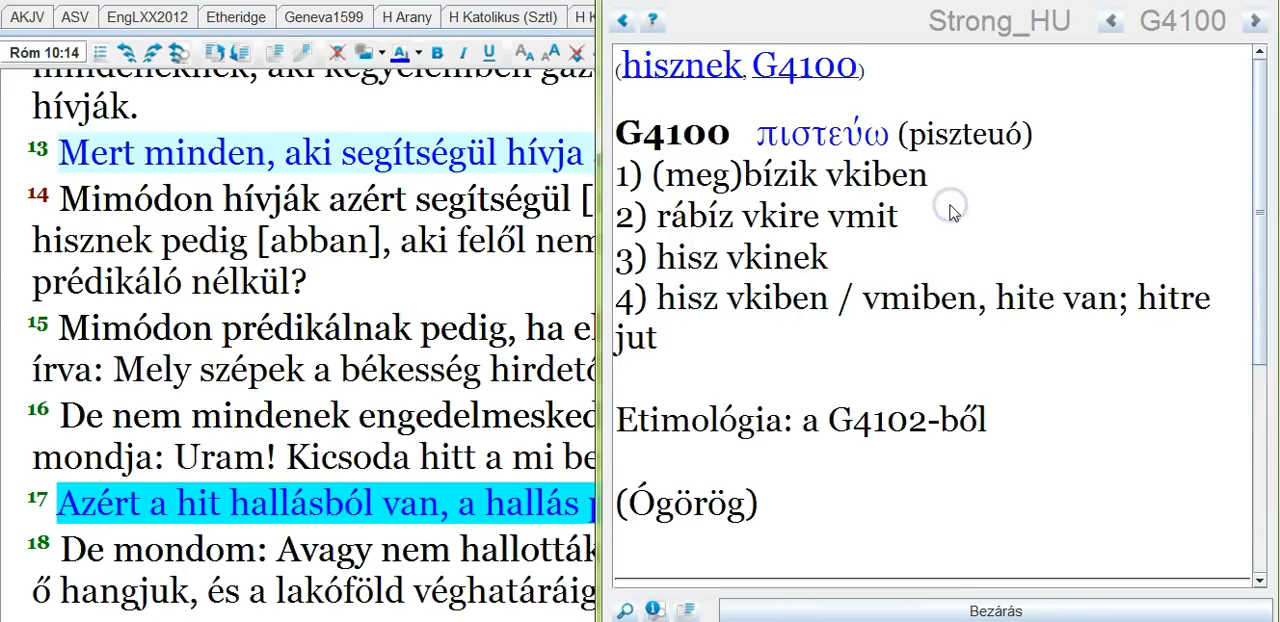 AKJV ASV EngLXX2012 Etheridge Geneva1599 H Arany H Katolikus (Sztl) H K
Róm 10:14
hívják.
13 Mert minden, aki segítségül hívja
14 Mimódon hívják azért segítségül [
hisznek pedig [abban], aki felől nem
prédikáló nélkül?
15 Mimódon prédikálnak pedig, ha el
írva: Mely szépek a békesség hirdető
16 De nem mindenek engedelmesked
mondja: Uram! Kicsoda hitt a mi be
17 Azért a hit hallásból van, a hallás p
18 De mondom: Avagy nem hallották
ő hangjuk, és a lakóföld véghatáráig
Strong_HU G4100
(hisznek, G4100)
G4100 πιστεύω (piszteuó)
1) (meg)bízik vkiben
2) rábíz vkire vmit
3) hisz vkinek
4) hisz vkiben / vmiben, hite van; hitre
jut
Etimológia: a G4102-ből
(Ógörög)
Bezárás